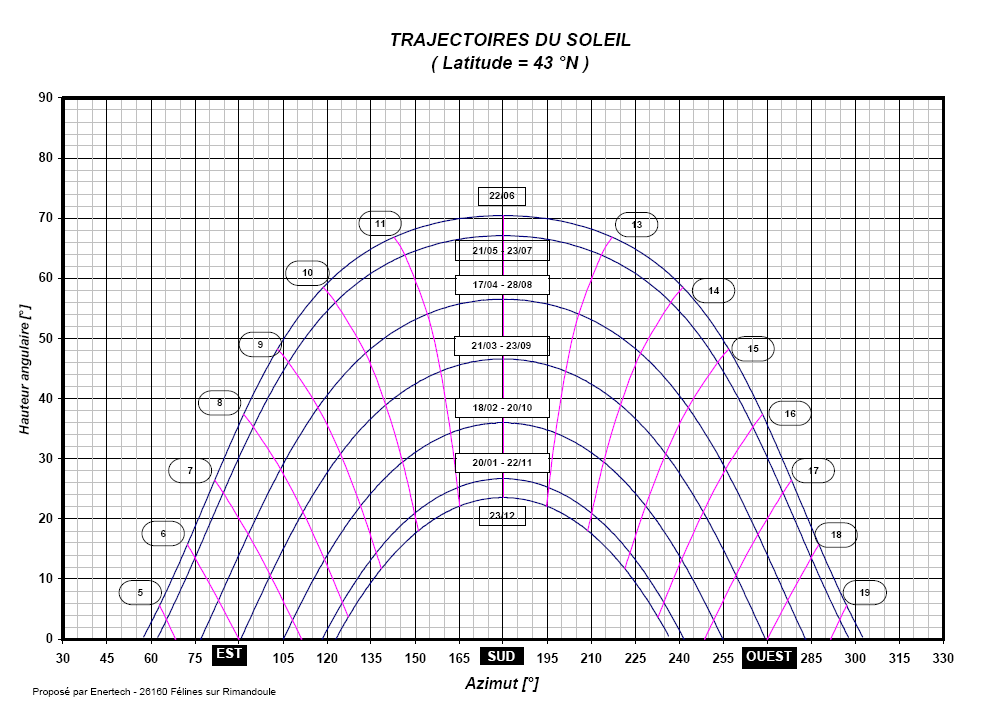 TRAJECTOIRES DU SOLEIL
( Latitude = 43 °N )
90
80
70
60
50
40
30
20
10
0
Hauteur angulaire [°]
22/06
21/05 - 23/07
17/04 - 28/08
21/03 - 23/09
18/02 - 20/10
20/01 - 22/11
23/12
11
13
10
14
9
15
8
16
7
17
6
18
5
19
30 45 60 75 EST 105 120 135 150 165 SUD 195 210 225 240 255 OUEST 285 300 315 330
Azimut [°]
Proposé par Enertech - 26160 Félines sur Rimandoule